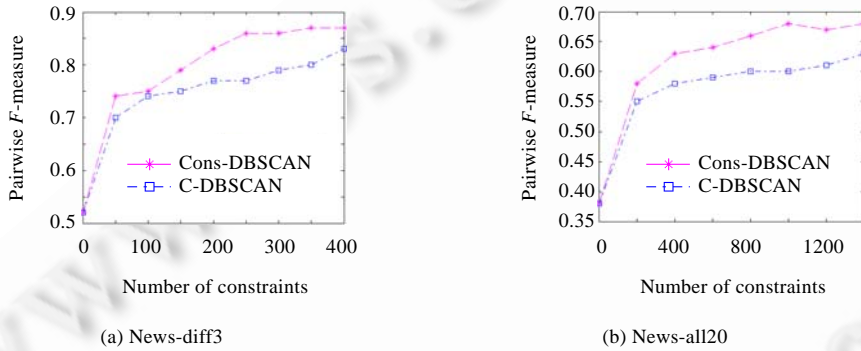 0.9
0.8
0.7
0.6
0.5
Pairwise F-measure
Cons-DBSCAN
C-DBSCAN
0 100 200 300 400
Number of constraints
(a) News-diff3
0.70
0.65
0.60
0.55
0.50
0.45
0.40
0.35
Pairwise F-measure
Cons-DBSCAN
C-DBSCAN
0 400 800 1200
Number of constraints
(b) News-all20